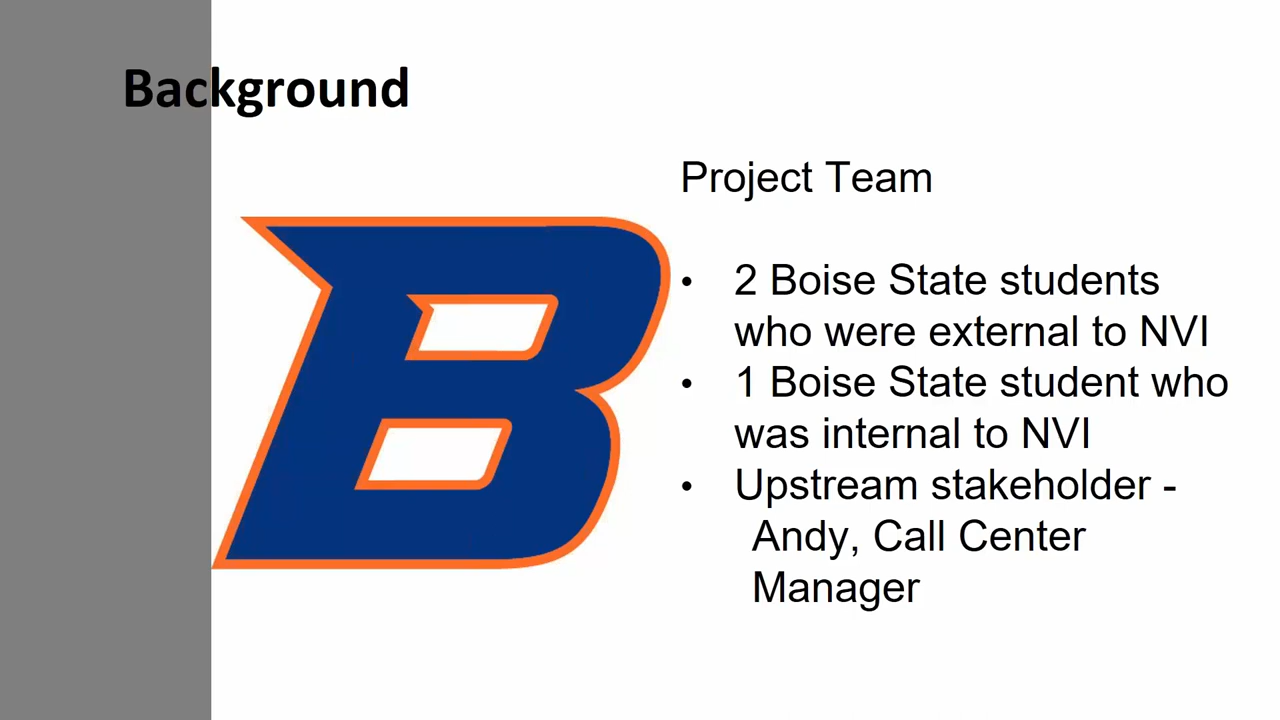 Background
Project Team
• 2 Boise State students
who were external to NVI
• 1 Boise State student who
was internal to NVI
• Upstream stakeholder -
Andy, Call Center
Manager
B